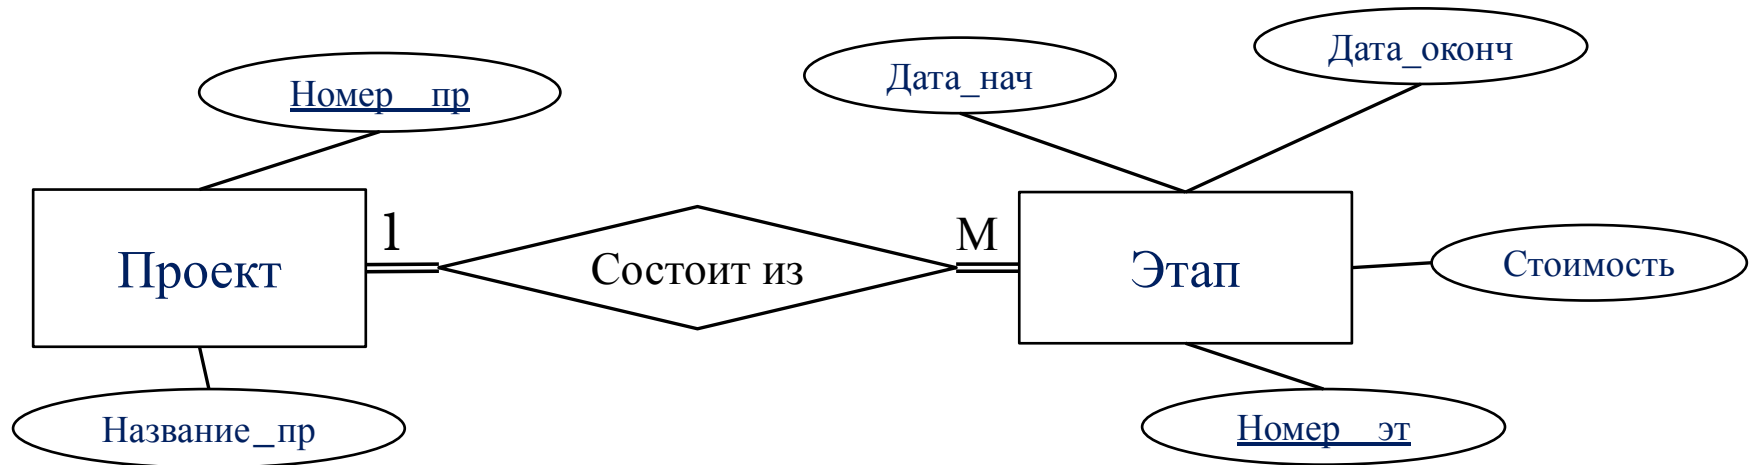 Дата_оконч
Дата_нач
Номер_пр
1
М
Проект
Состоит из
Этап
Стоимость
Название_пр
Номер_эт